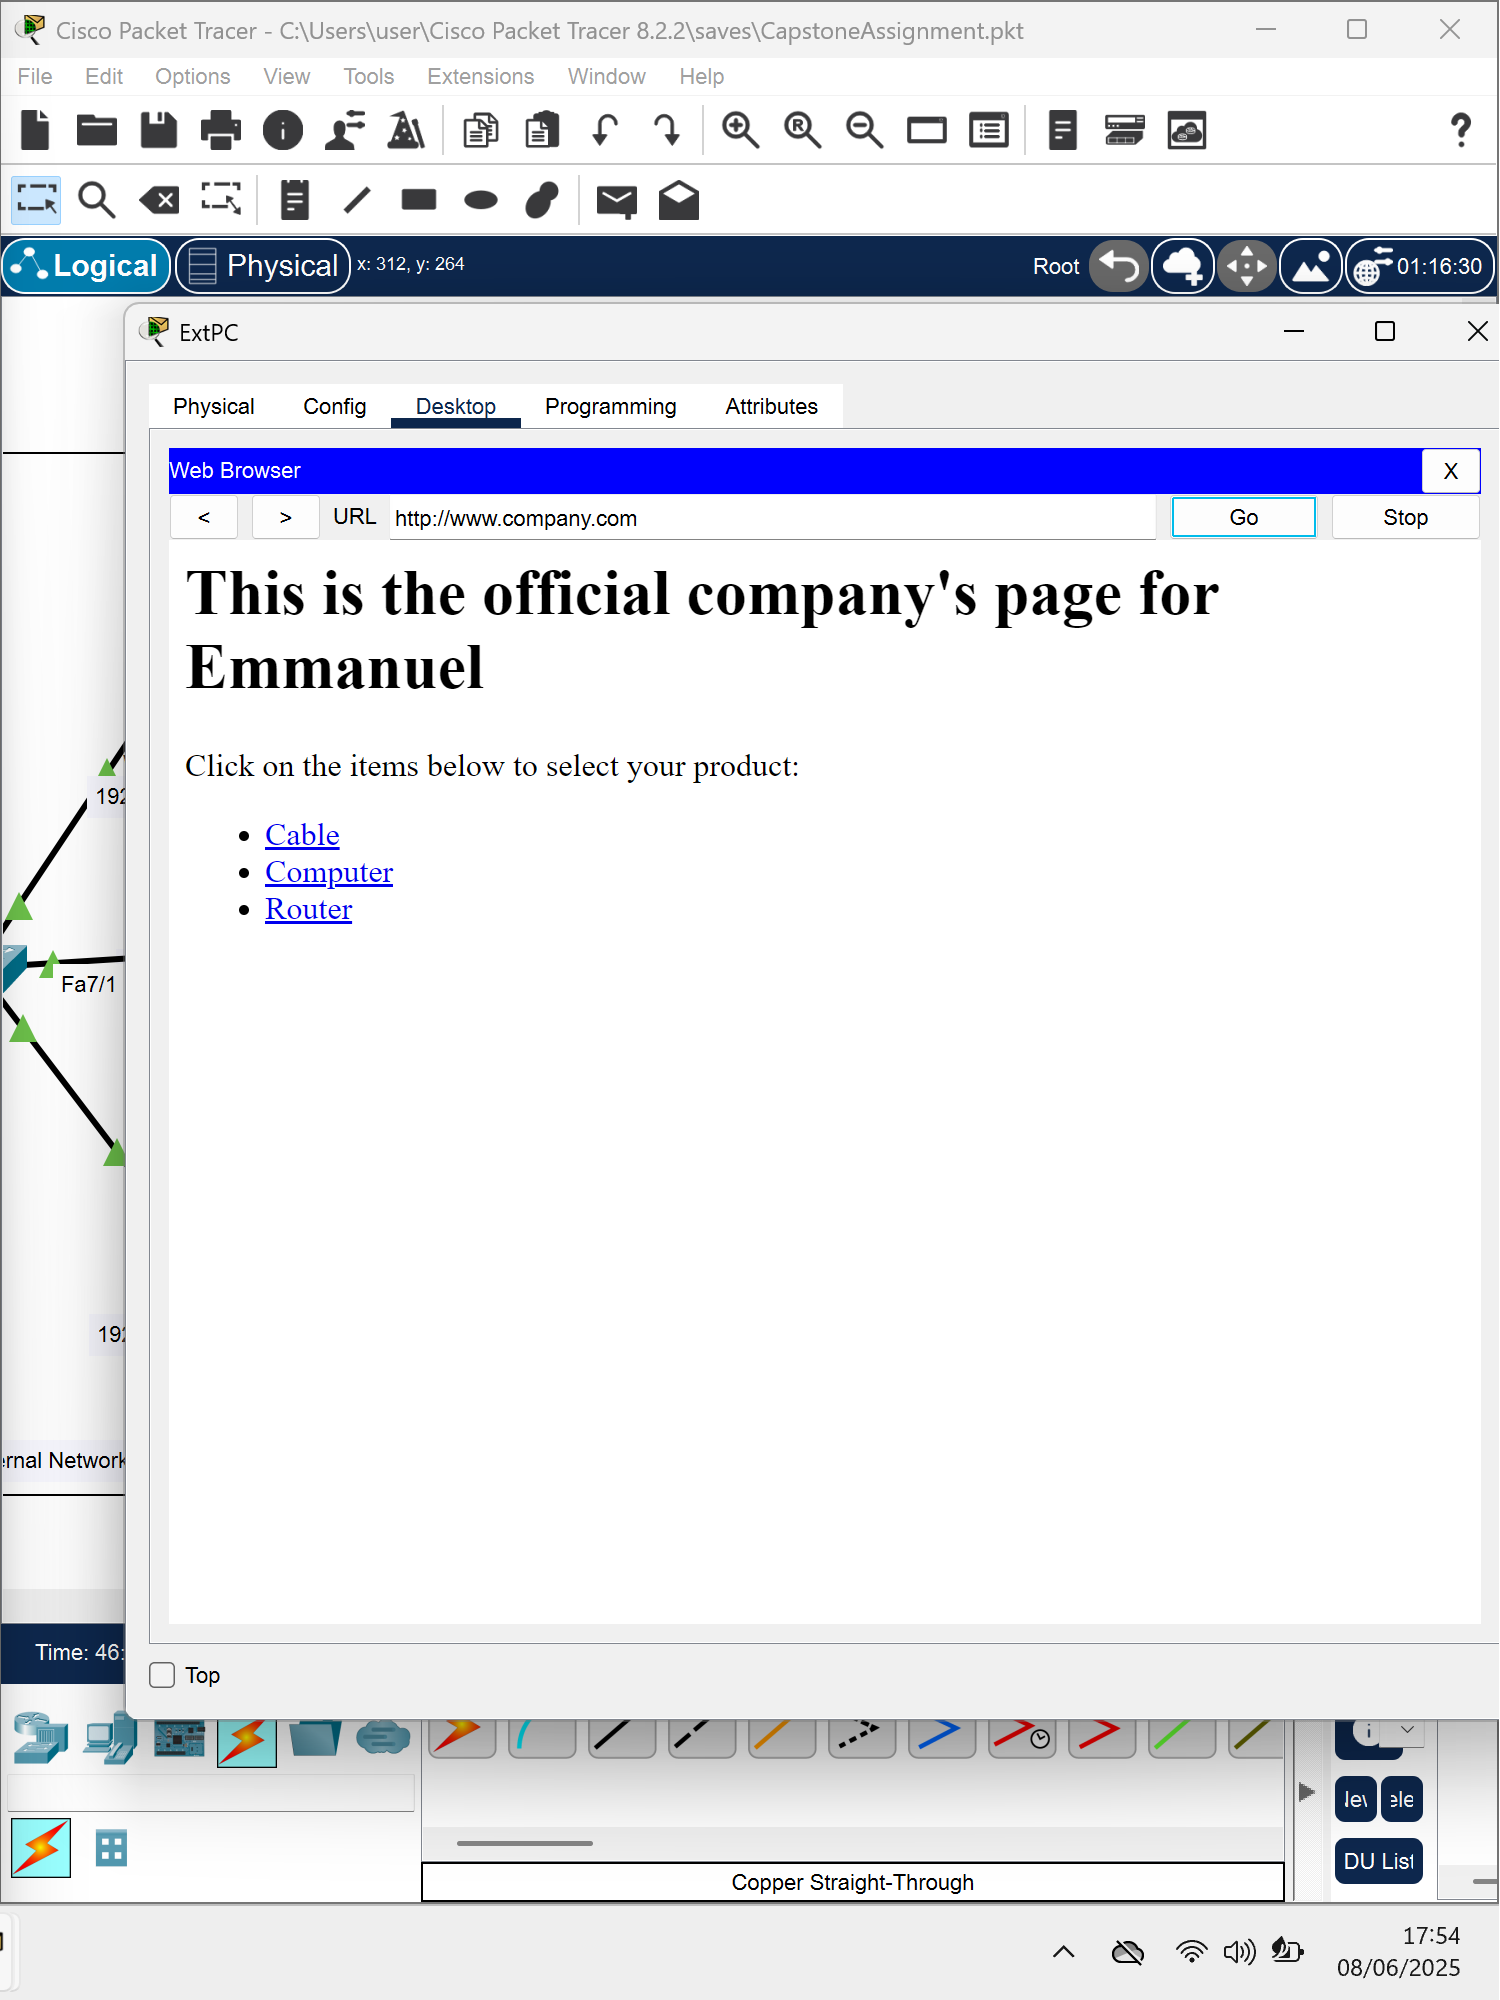 Cisco Packet Tracer - C:\Users\user\Cisco Packet Tracer 8.2.2\saves\CapstoneAssignment.pkt
File Edit Options View Tools Extensions Window Help
Logical Physical x: 312, y: 264 Root 01:16:30
ExtPC
Physical Config Desktop Programming Attributes
Web Browser X
< > URL http://www.company.com Go Stop
This is the official company's page for
Emmanuel
Click on the items below to select your product:
• Cable
• Computer
• Router
192
Fa7/1
192
ernal Network
Time: 46:
Top
DU List
Copper Straight-Through
17:54
08/06/2025